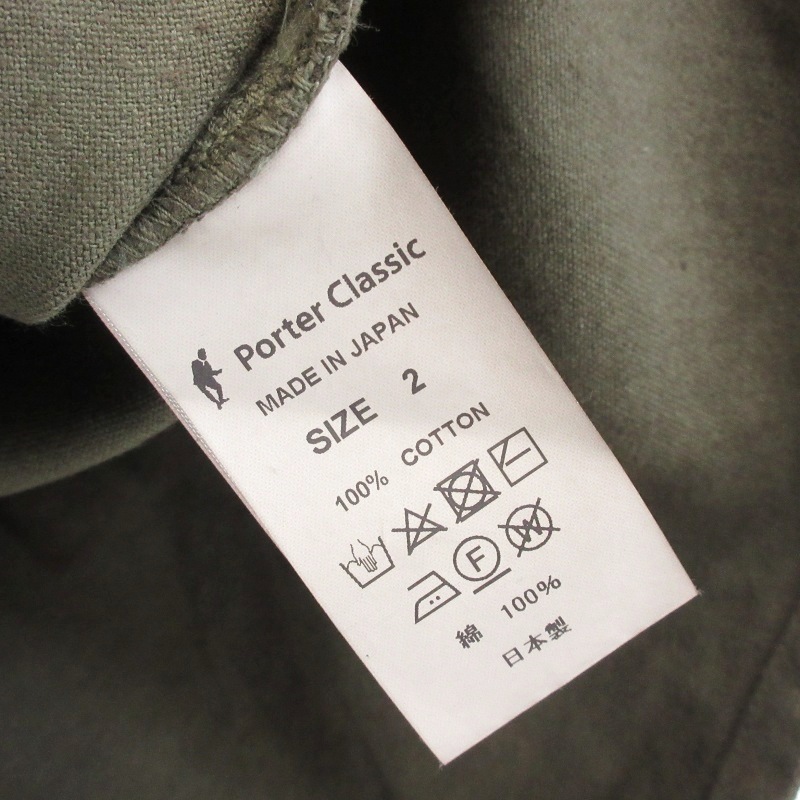 Porter Classic
MADE IN JAPAN
SIZE 2
100% COTTON
F W
綿 100%
日本製